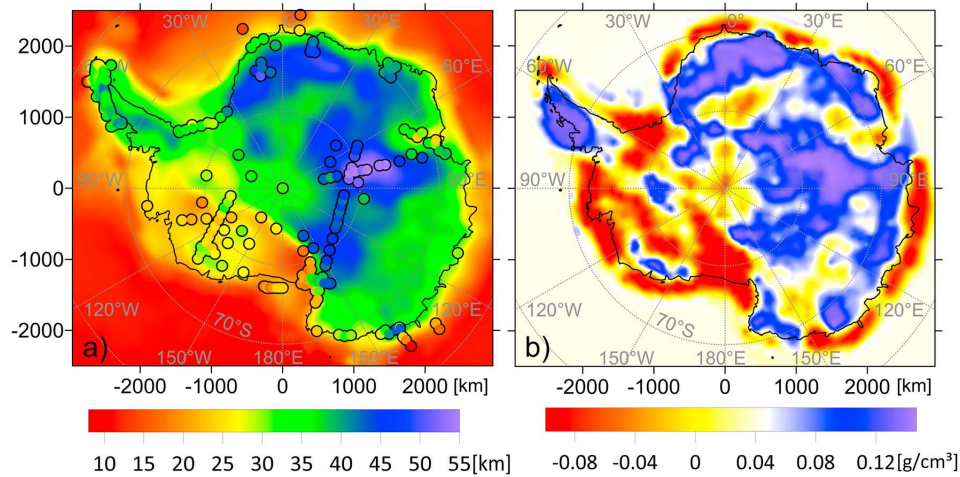 2000
1000
0
-1000
-2000
30°W
0°
30°E
60°W
60°E
90°W
90°E
120°W
120°E
70°S
150°W
180°E
150°E
a)
-2000 -1000 0 1000 2000 [km]
10 15 20 25 30 35 40 45 50 55[km]
30°W
0°
30°E
60°W
60°E
90°W
90°E
120°W
120°E
70°S
150°W
180°E
150°E
b)
-2000 -1000 0 1000 2000 [km]
-0.08 -0.04 0 0.04 0.08 0.12[g/cm³]